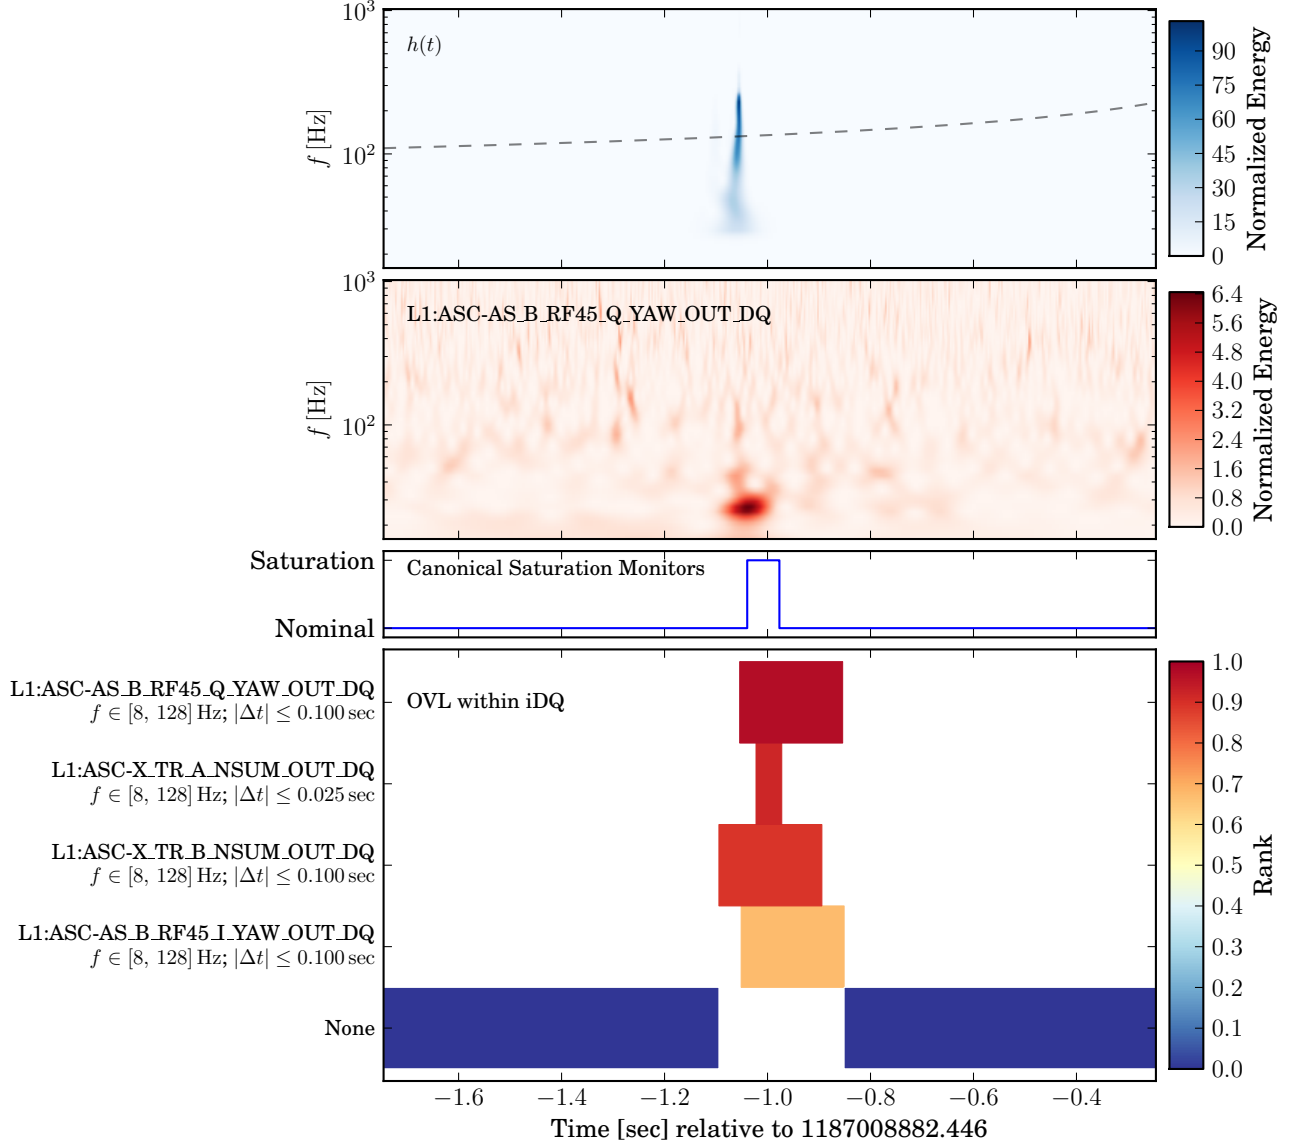 10³
h(t)
10²
f [Hz]
90
75
60
45
30
15
0
Normalized Energy
10³
L1:ASC-AS_B_RF45_Q_YAW_OUT_DQ
10²
f [Hz]
6.4
5.6
4.8
4.0
3.2
2.4
1.6
0.8
0.0
Normalized Energy
Saturation
Canonical Saturation Monitors
Nominal
L1:ASC-AS_B_RF45_Q_YAW_OUT_DQ
f ∈ [8, 128] Hz; |Δt| ≤ 0.100 sec
OVL within iDQ
L1:ASC-X_TR_A_NSUM_OUT_DQ
f ∈ [8, 128] Hz; |Δt| ≤ 0.025 sec
L1:ASC-X_TR_B_NSUM_OUT_DQ
f ∈ [8, 128] Hz; |Δt| ≤ 0.100 sec
L1:ASC-AS_B_RF45_I_YAW_OUT_DQ
f ∈ [8, 128] Hz; |Δt| ≤ 0.100 sec
None
1.0
0.9
0.8
0.7
0.6
0.5
0.4
0.3
0.2
0.1
0.0
Rank
−1.6 −1.4 −1.2 −1.0 −0.8 −0.6 −0.4
Time [sec] relative to 1187008882.446